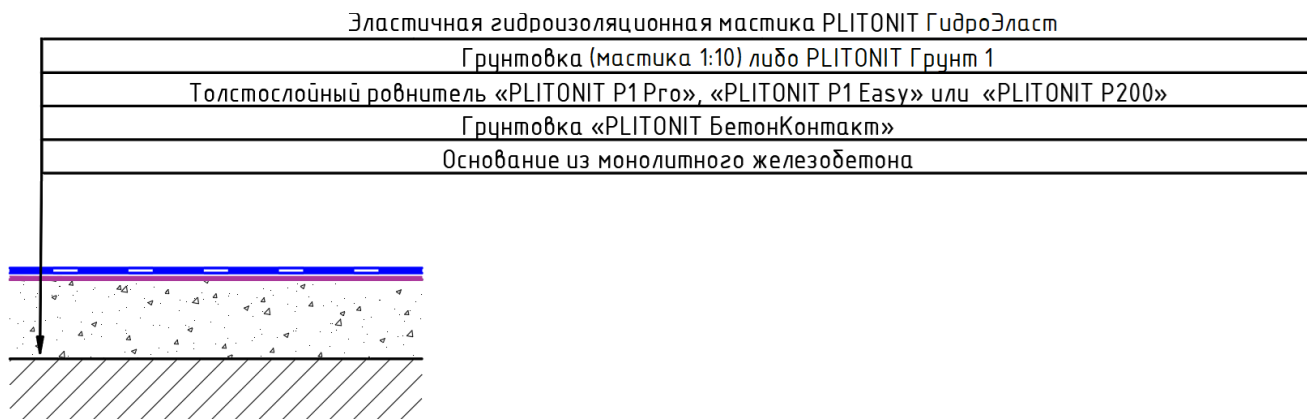 Эластичная гидроизоляционная мастика PLITONIT ГидроЭласт
Грунтовка (мастика 1:10) либо PLITONIT Грунт 1
Толстослойный ровнитель «PLITONIT P1 Pro», «PLITONIT P1 Easy» или «PLITONIT P200»
Грунтовка «PLITONIT БетонКонтакт»
Основание из монолитного железобетона